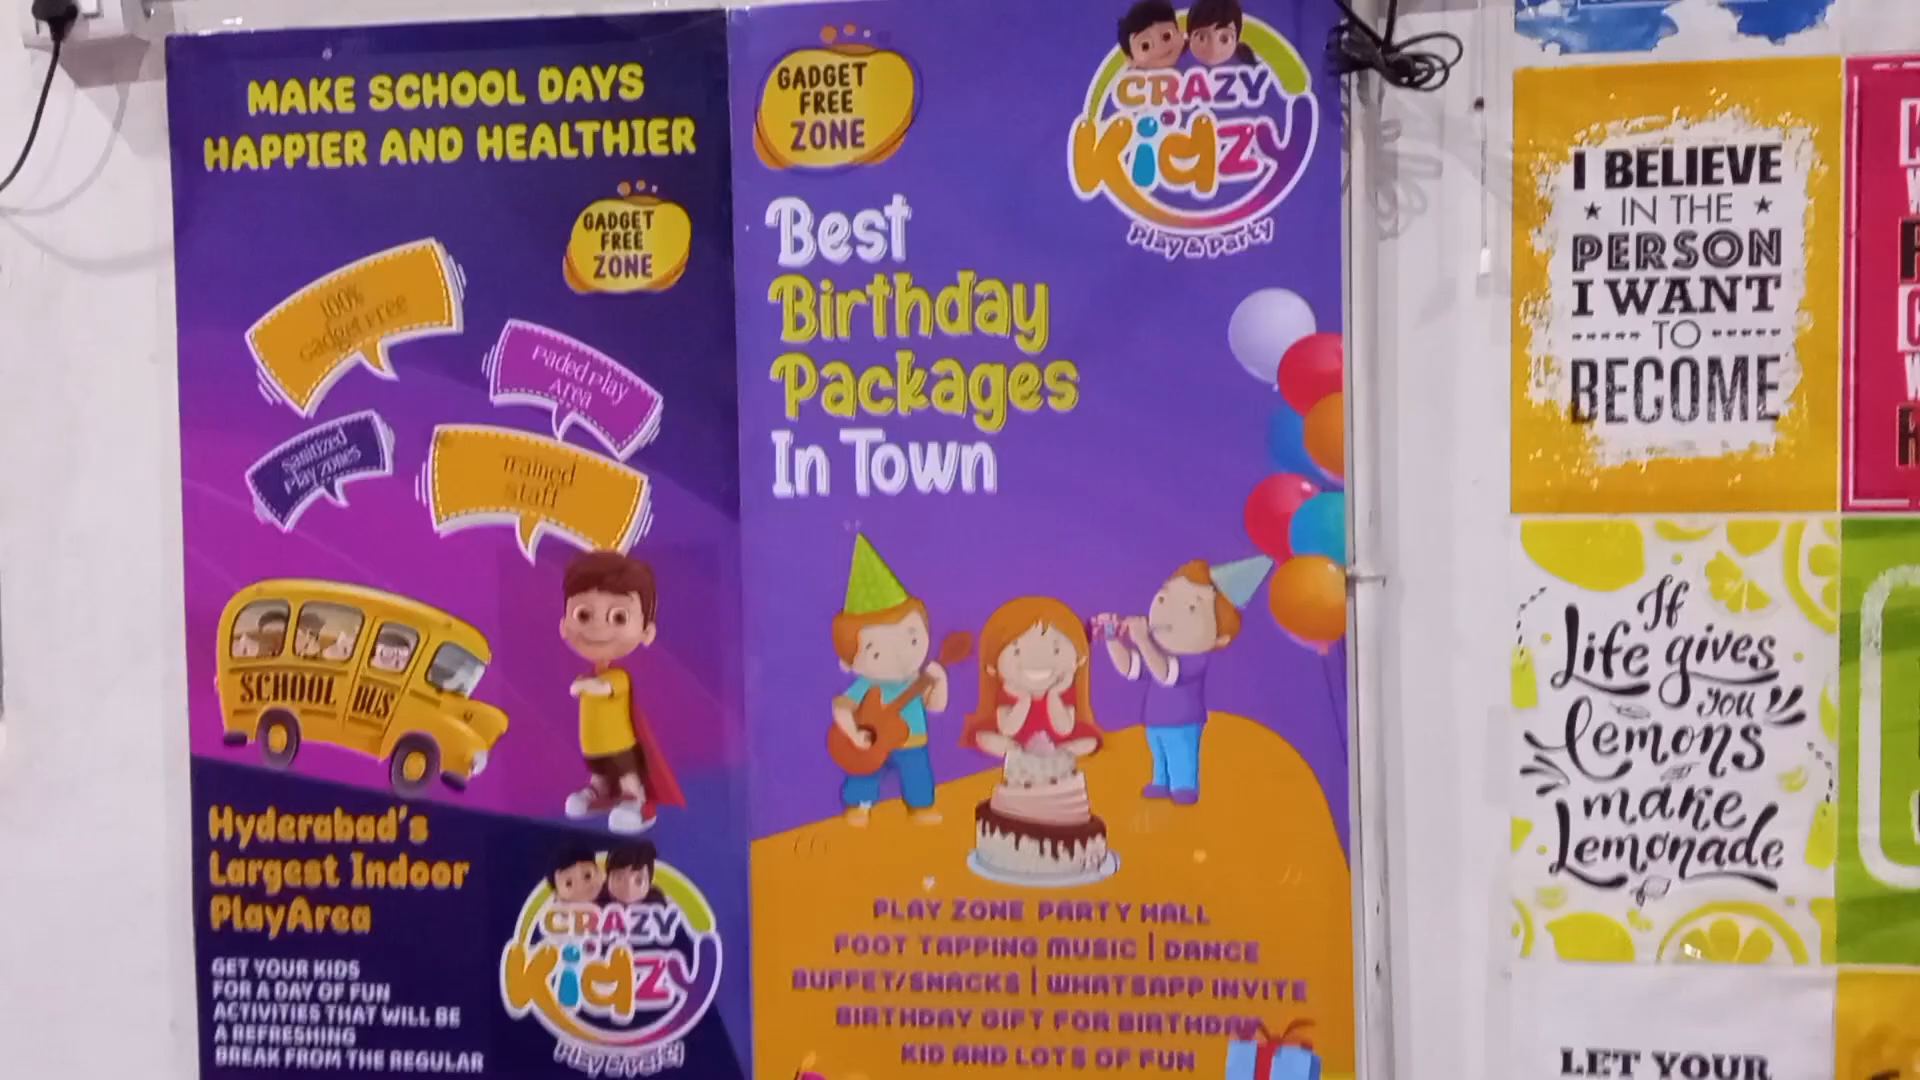 MAKE SCHOOL DAYS
HAPPIER AND HEALTHIER
GADGET
FREE
ZONE
100%
Gadget Free
Paded Play
Area
Sanitized
Play Zones
Trained
Staff
SCHOOL BUS
Hyderabad's
Largest Indoor
PlayArea
GET YOUR KIDS
FOR A DAY OF FUN
ACTIVITIES THAT WILL BE
A REFRESHING
BREAK FROM THE REGULAR
CRAZY
Kidzy
Play & Party
GADGET
FREE
ZONE
CRAZY
Kidzy
Play & Party
Best
Birthday
Packages
In Town
PLAY ZONE PARTY HALL
FOOT TAPPING MUSIC | DANCE
BUFFET/SNACKS | WHATSAPP INVITE
BIRTHDAY GIFT FOR BIRTHDAY
KID AND LOTS OF FUN
I BELIEVE
IN THE
PERSON
I WANT
TO
BECOME
If
Life gives
you
lemons
make
Lemonade
LET YOUR